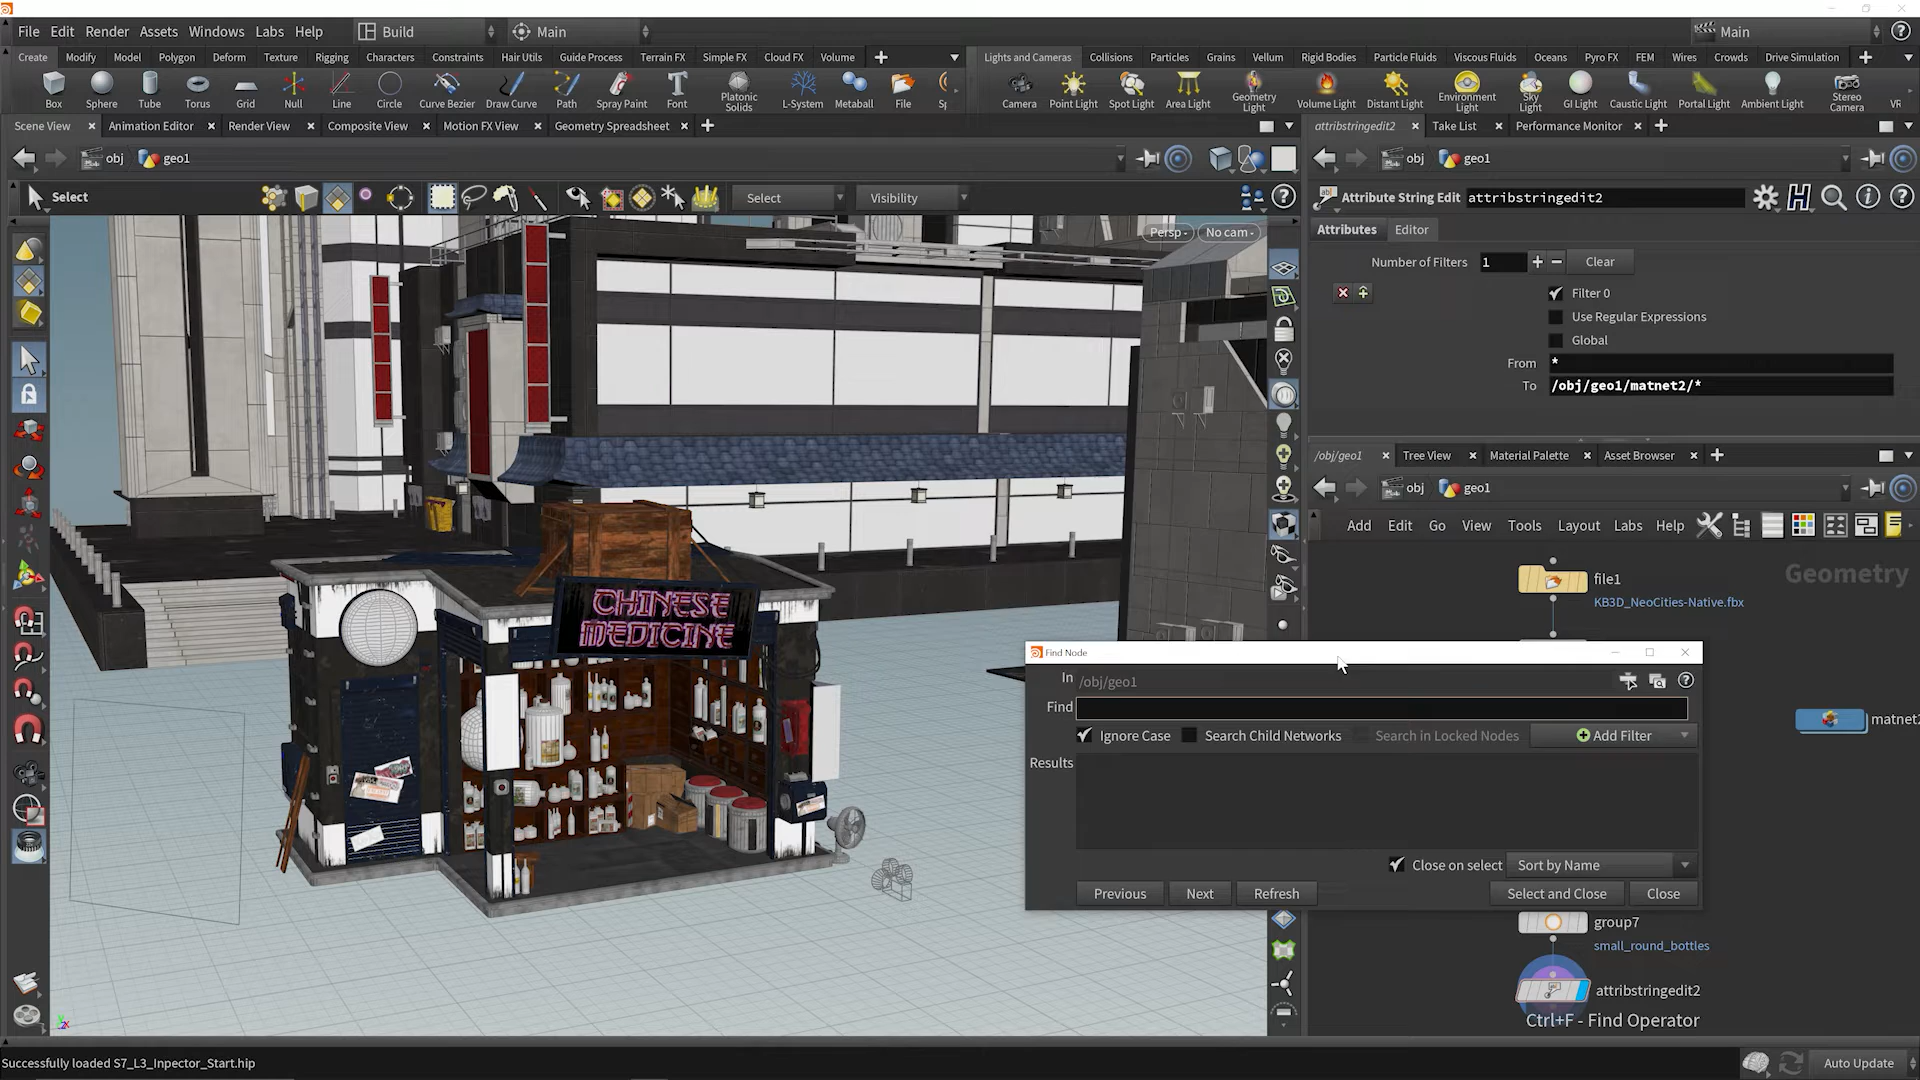 File Edit Render Assets Windows Labs Help Build Main Main
Create Modify Model Polygon Deform Texture Rigging Characters Constraints Hair Utils Guide Process Terrain FX Simple FX Cloud FX Volume
Lights and Cameras Collisions Particles Grains Vellum Rigid Bodies Particle Fluids Viscous Fluids Oceans Pyro FX FEM Wires Crowds Drive Simulation
Box Sphere Tube Torus Grid Null Line Circle Curve Bezier Draw Curve Path Spray Paint Font Platonic Solids L-System Metaball File
Camera Point Light Spot Light Area Light Geometry Light Volume Light Distant Light Environment Light Sky Light GI Light Caustic Light Portal Light Ambient Light Stereo Camera VR
Scene View Animation Editor Render View Composite View Motion FX View Geometry Spreadsheet
attribstringedit2 Take List Performance Monitor
obj geo1
obj geo1
Select Select Visibility
Attribute String Edit attribstringedit2
Persp No cam
Attributes Editor
Number of Filters 1 Clear
Filter 0
Use Regular Expressions
Global
From *
To /obj/geo1/matnet2/*
/obj/geo1 Tree View Material Palette Asset Browser
obj geo1
Add Edit Go View Tools Layout Labs Help
Geometry
file1
KB3D_NeoCities-Native.fbx
matnet2
CHINESE
MEDICINE
Find Node
In /obj/geo1
Find
Ignore Case Search Child Networks Search in Locked Nodes Add Filter
Results
Close on select Sort by Name
Previous Next Refresh Select and Close Close
group7
small_round_bottles
attribstringedit2
Ctrl+F - Find Operator
Successfully loaded S7_L3_Inpector_Start.hip
Auto Update